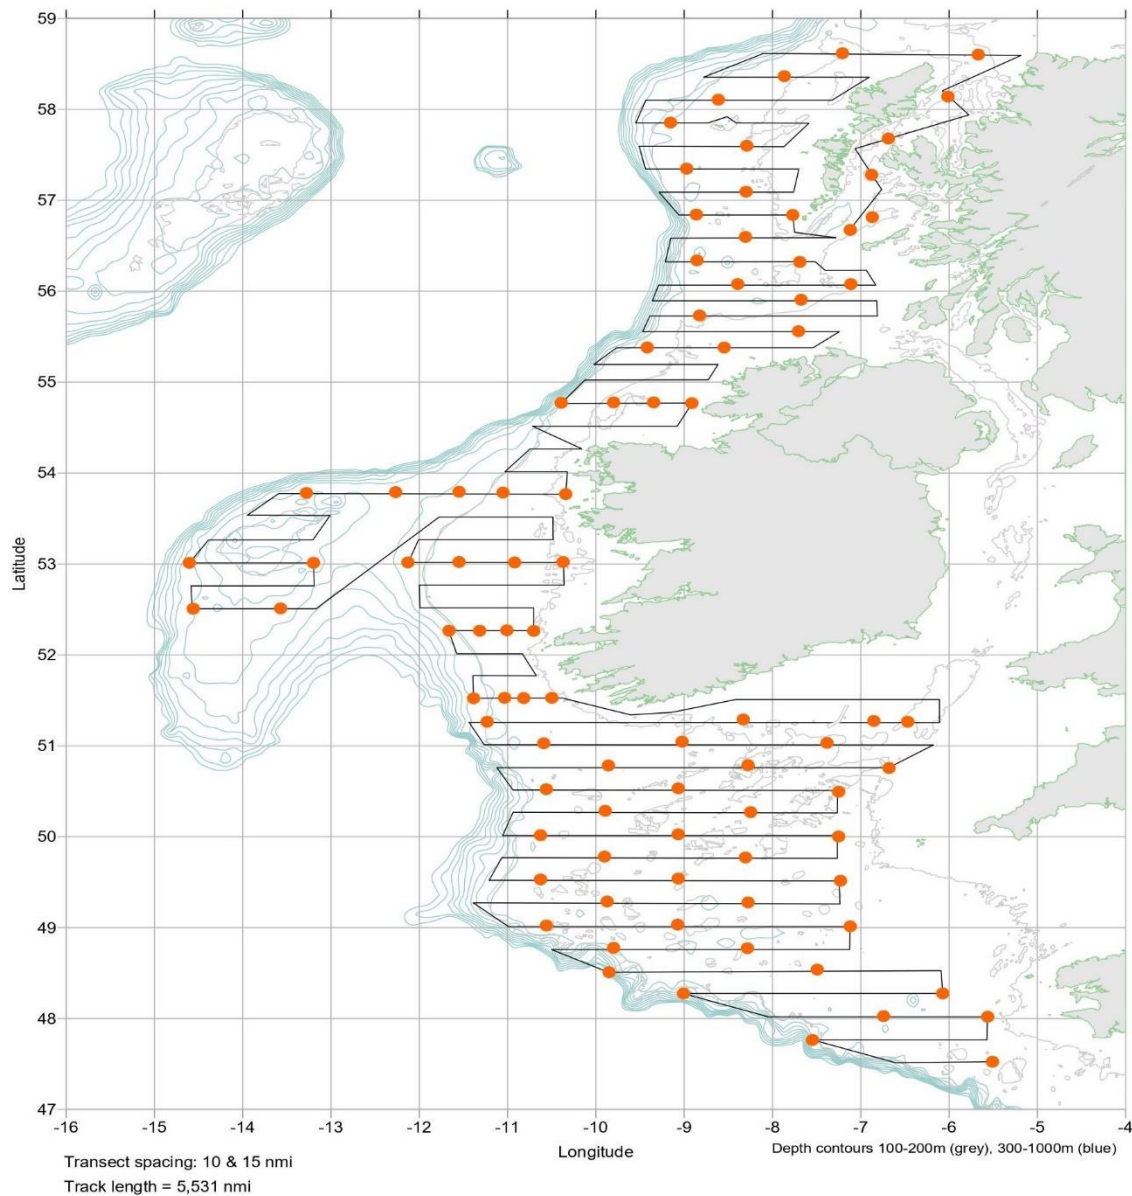 59
58
57
56
55
54
53
52
51
50
49
48
47
Latitude
-16 -15 -14 -13 -12 -11 -10 -9 -8 -7 -6 -5 -4
Longitude
Depth contours 100-200m (grey), 300-1000m (blue)
Transect spacing: 10 & 15 nmi
Track length = 5,531 nmi